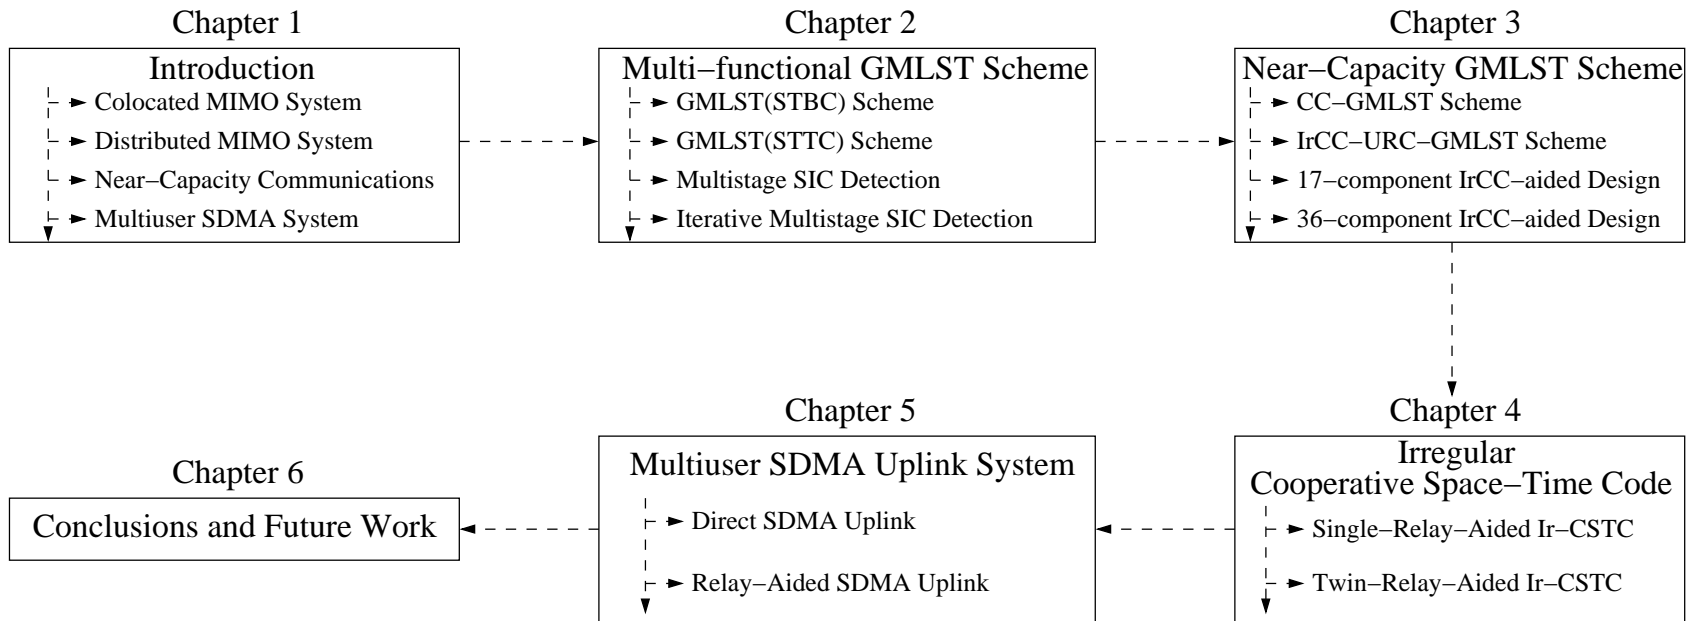 Chapter 1
Introduction
Colocated MIMO System
Distributed MIMO System
Near−Capacity Communications
Multiuser SDMA System
Chapter 2
Multi−functional GMLST Scheme
GMLST(STBC) Scheme
GMLST(STTC) Scheme
Multistage SIC Detection
Iterative Multistage SIC Detection
Chapter 3
Near−Capacity GMLST Scheme
CC−GMLST Scheme
IrCC−URC−GMLST Scheme
17−component IrCC−aided Design
36−component IrCC−aided Design
Chapter 4
Irregular
Cooperative Space−Time Code
Single−Relay−Aided Ir−CSTC
Twin−Relay−Aided Ir−CSTC
Chapter 5
Multiuser SDMA Uplink System
Direct SDMA Uplink
Relay−Aided SDMA Uplink
Chapter 6
Conclusions and Future Work